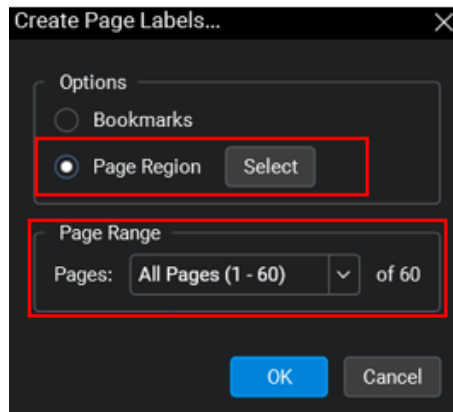 Create Page Labels...
Options
Bookmarks
Page Region Select
Page Range
Pages: All Pages (1 - 60) of 60
OK Cancel